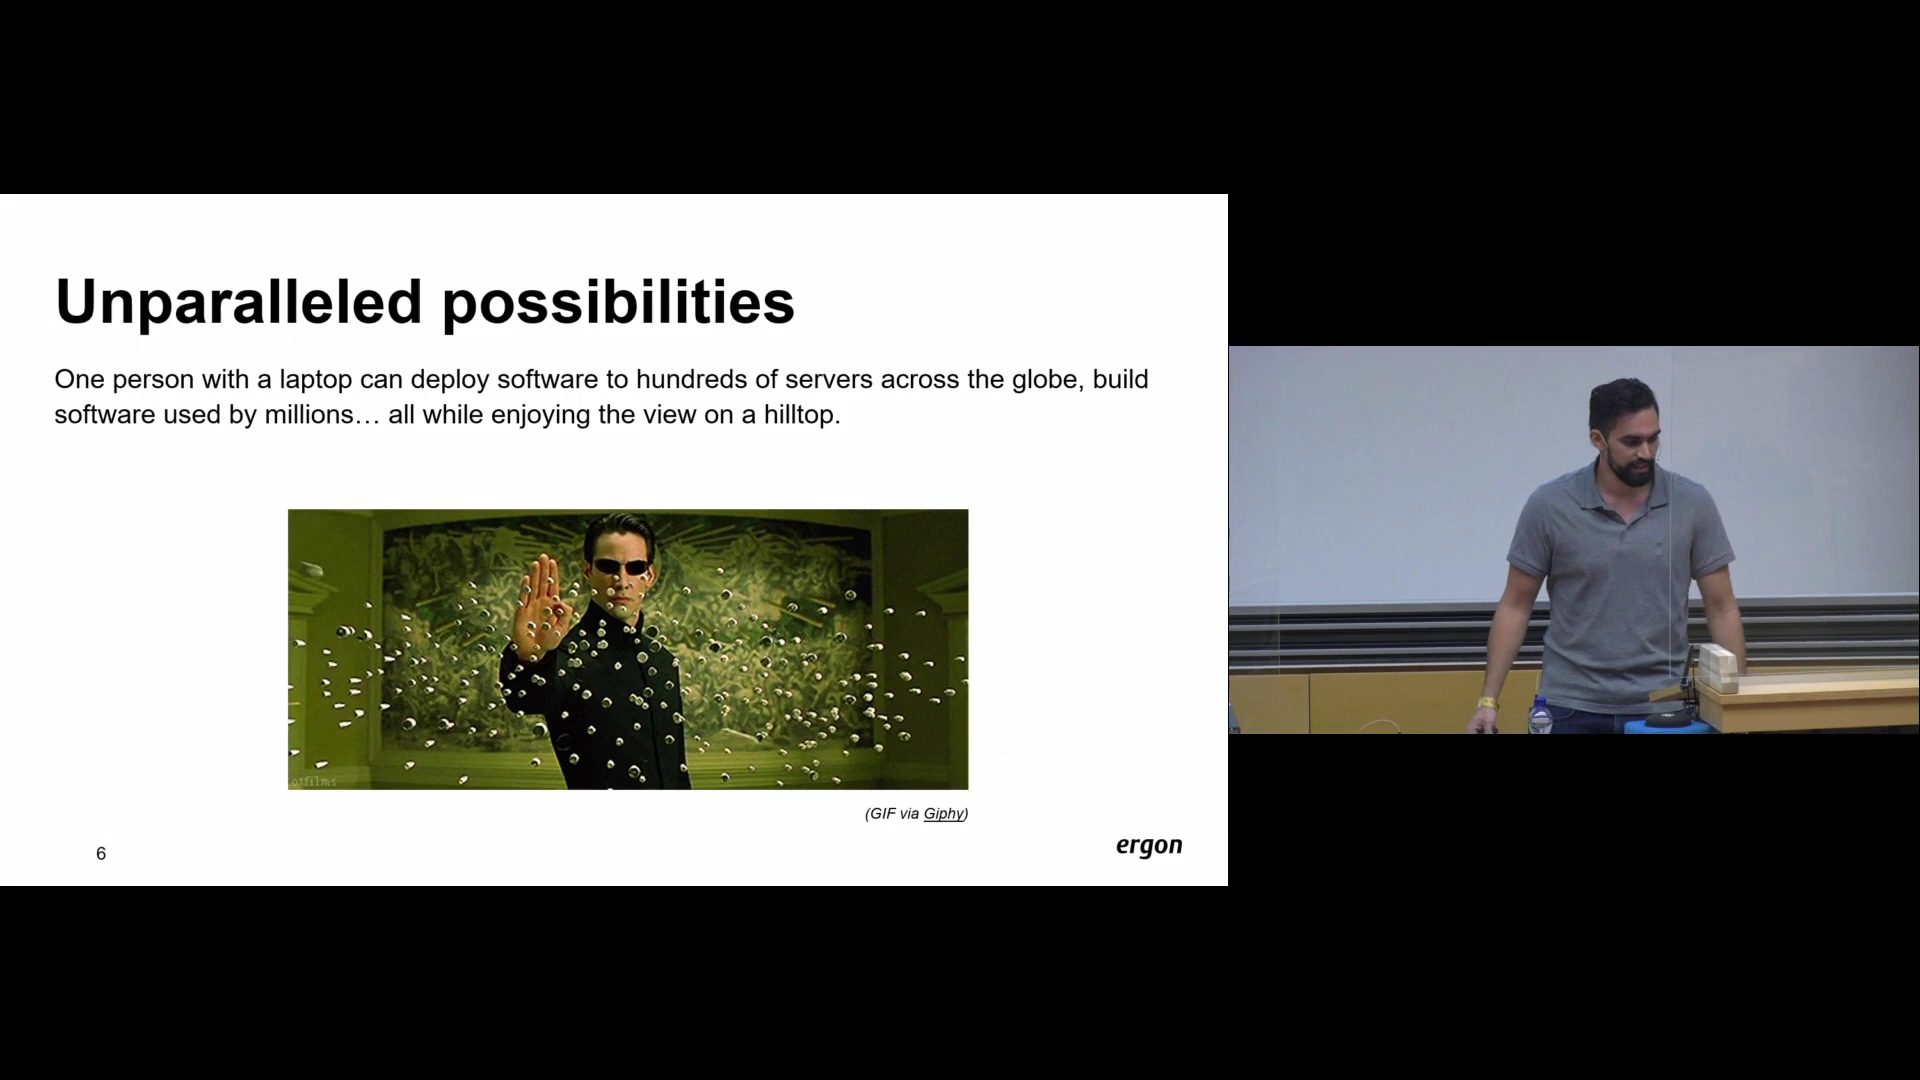 Unparalleled possibilities
One person with a laptop can deploy software to hundreds of servers across the globe, build
software used by millions… all while enjoying the view on a hilltop.
otfilms
(GIF via Giphy)
6
ergon